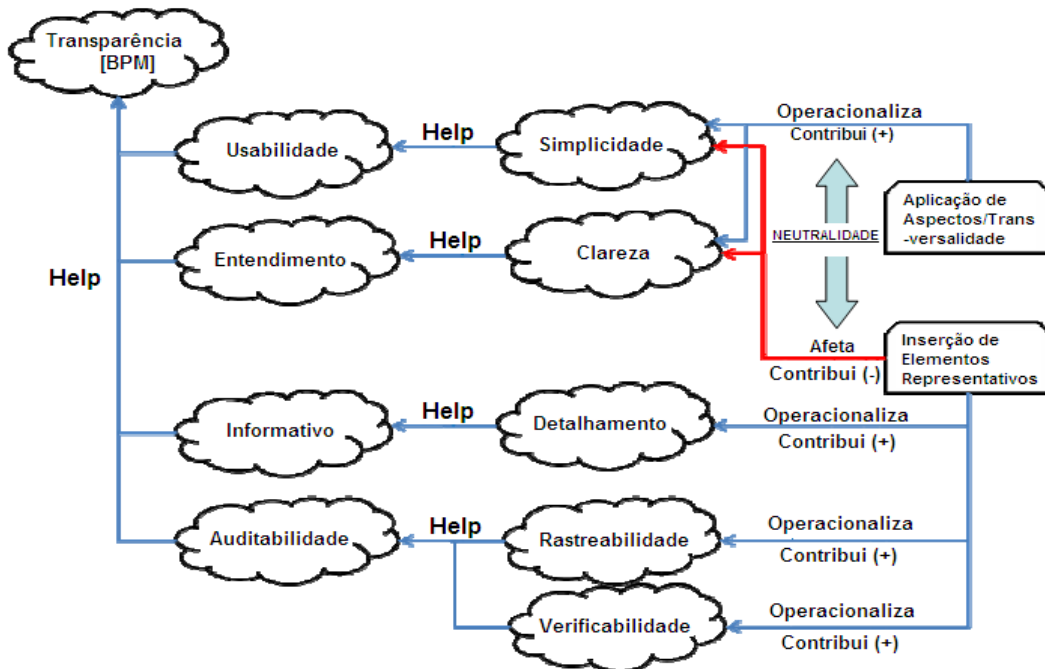 Transparência
[BPM]
Operacionaliza
Help
Simplicidade
Contribui (+)
Usabilidade
Aplicação de
Aspectos/Trans
-versalidade
Help
NEUTRALIDADE
Clareza
Entendimento
Help
Afeta
Inserção de
Elementos
Representativos
Contribui (-)
Help
Detalhamento
Operacionaliza
Informativo
Contribui (+)
Help
Operacionaliza
Auditabilidade
Rastreabilidade
Contribui (+)
Operacionaliza
Verificabilidade
Contribui (+)